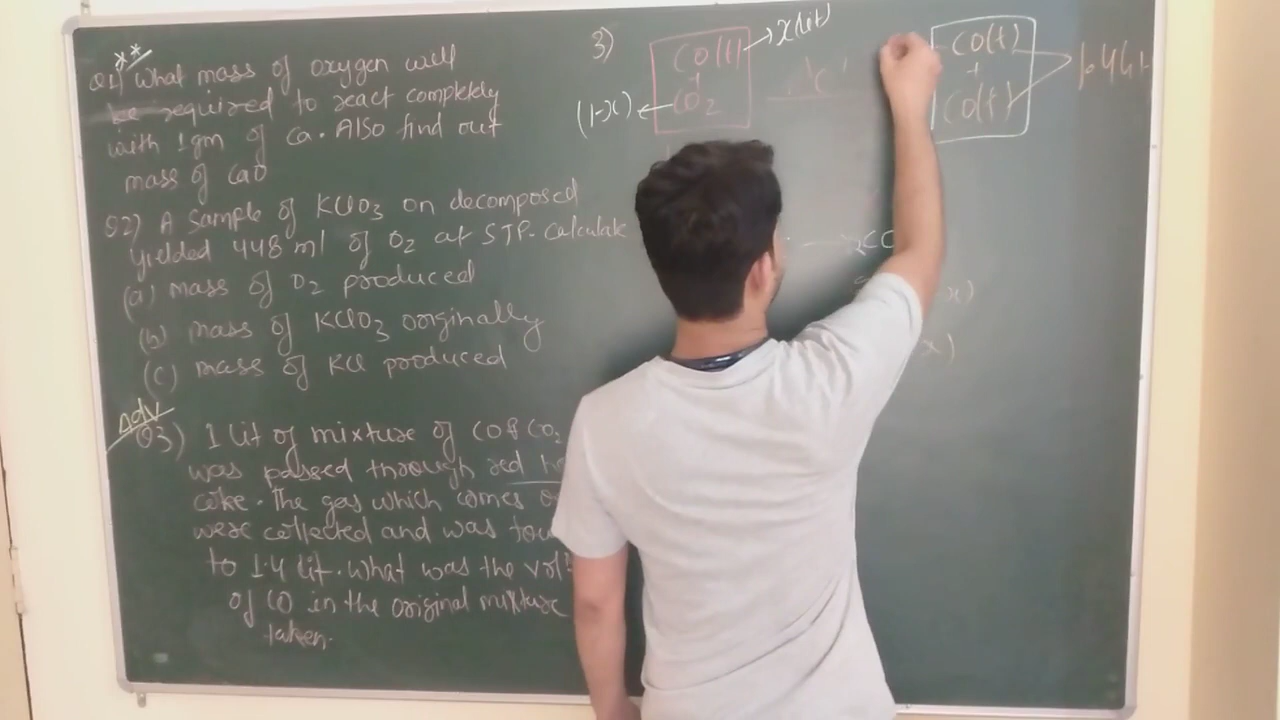 **
Q1) What mass of oxygen will
be required to react completely
with 1gm of Ca. Also find out
mass of CaO
Q2) A sample of KClO3 on decomposed
yielded 448 ml of O2 at STP. Calculate
(a) mass of O2 produced
(b) mass of KClO3 originally
(c) mass of KCl produced
Adv
Q3) 1 lit of mixture of CO & CO2
was passed through red
coke. The gas which comes
were collected and was
to 1.4 lit. What was the
of CO in the original mixture
taken.
3)
CO(l) → x(lit)
+
(1-x) ← CO2
'C'
CO(f)
+
CO(f)
x)